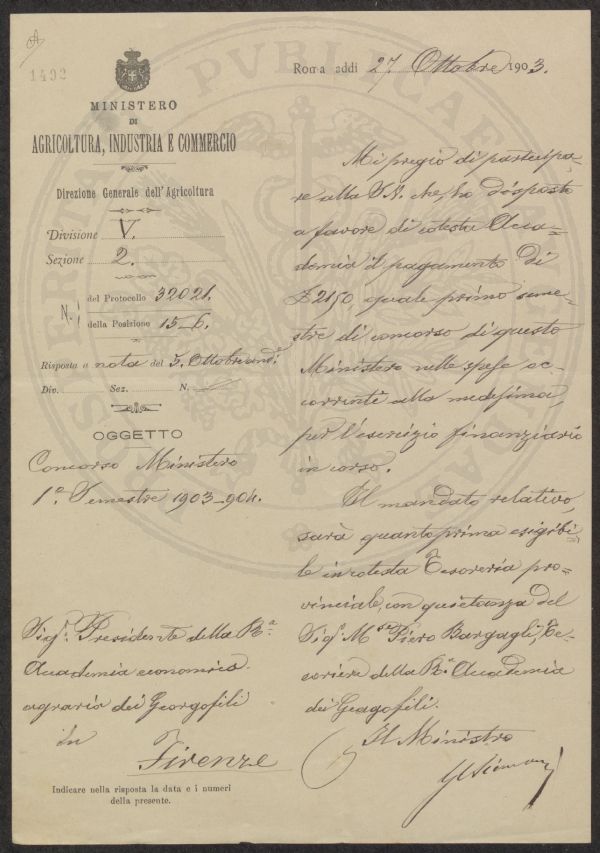 1492
MINISTERO
DI
AGRICOLTURA, INDUSTRIA E COMMERCIO
Direzione Generale dell'Agricoltura
Divisione V.
Sezione 2.
N.i del Protocollo 32021.
della Posizione 15-6.
Risposta a nota del 5 Ottobre and.e
Div. Sez. N.
OGGETTO
Concorso Ministero
1° Semestre 1903-904.
Sig.r Presidente della R.a
Accademia economico
agraria dei Georgofili
in
Firenze
Indicare nella risposta la data e i numeri
della presente.
Roma addì 27 Ottobre 1903.
Mi pregio di partecipa=
re alla S.V. che, ho disposto
a favore di cotesta Acca=
demia il pagamento di
£ 2150, quale primo seme=
stre di concorso di questo
Ministero nelle spese oc-
correnti alla medesima,
per l'esercizio finanziario
in corso.
Il mandato relativo,
sarà quanto prima esigibi=
le in cotesta Tesoreria pro=
vinciale, con quietanza del
Sig.r M.se Piero Bargagli, Te=
soriere della R.a Accademia
dei Geogofili.
Il Ministro